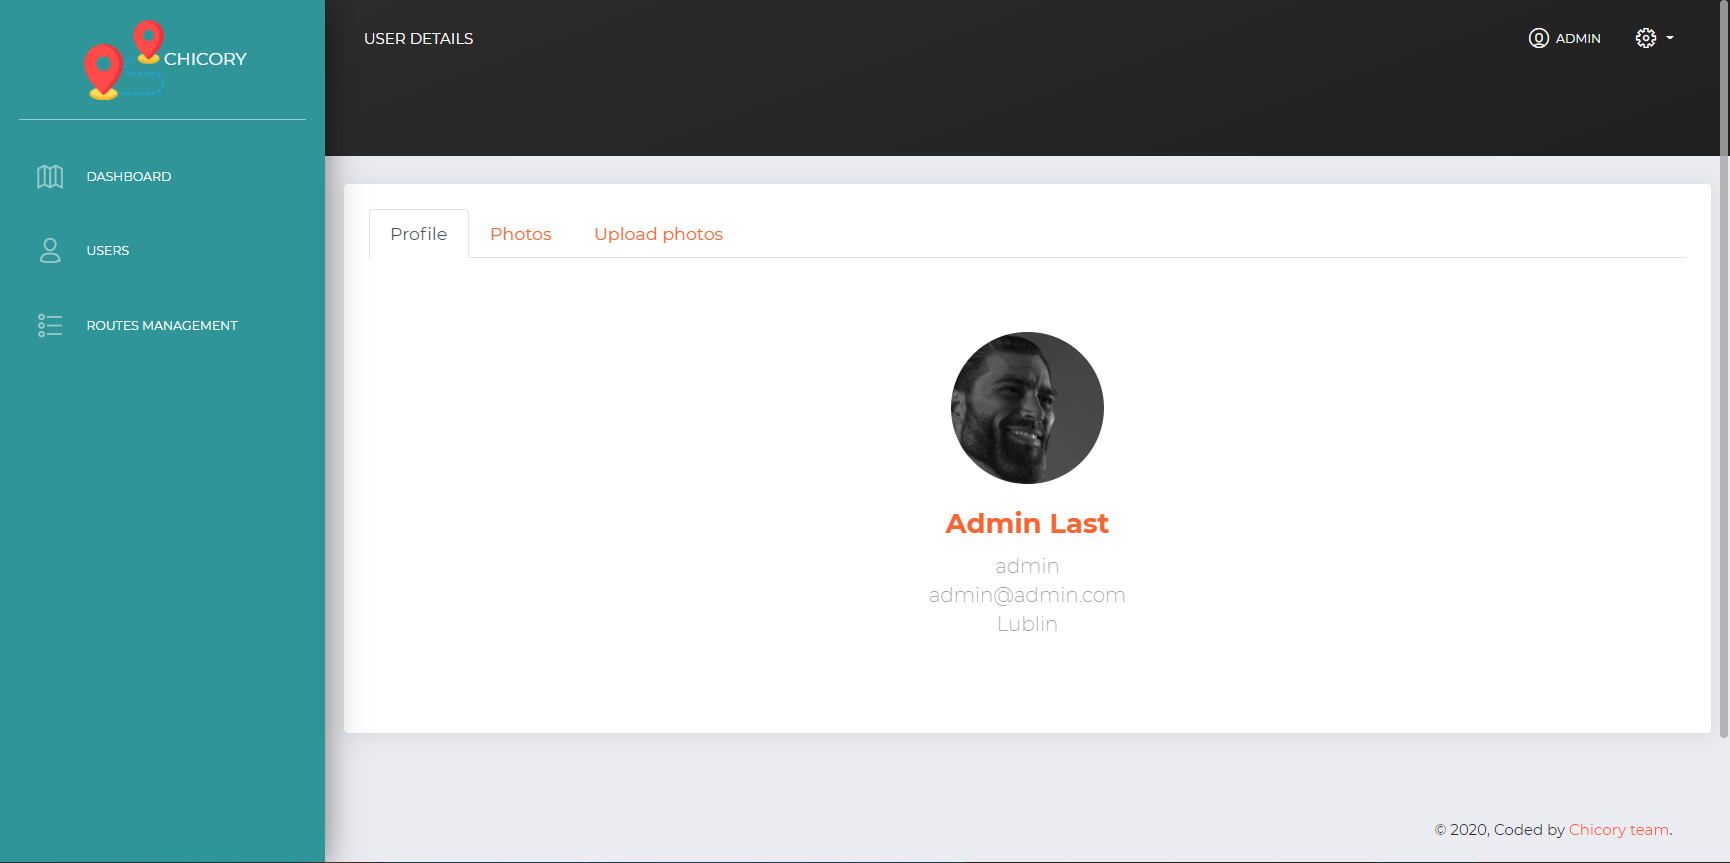 CHICORY
DASHBOARD
USERS
ROUTES MANAGEMENT
USER DETAILS
ADMIN
Profile
Photos
Upload photos
Admin Last
admin
admin@admin.com
Lublin
© 2020, Coded by Chicory team.